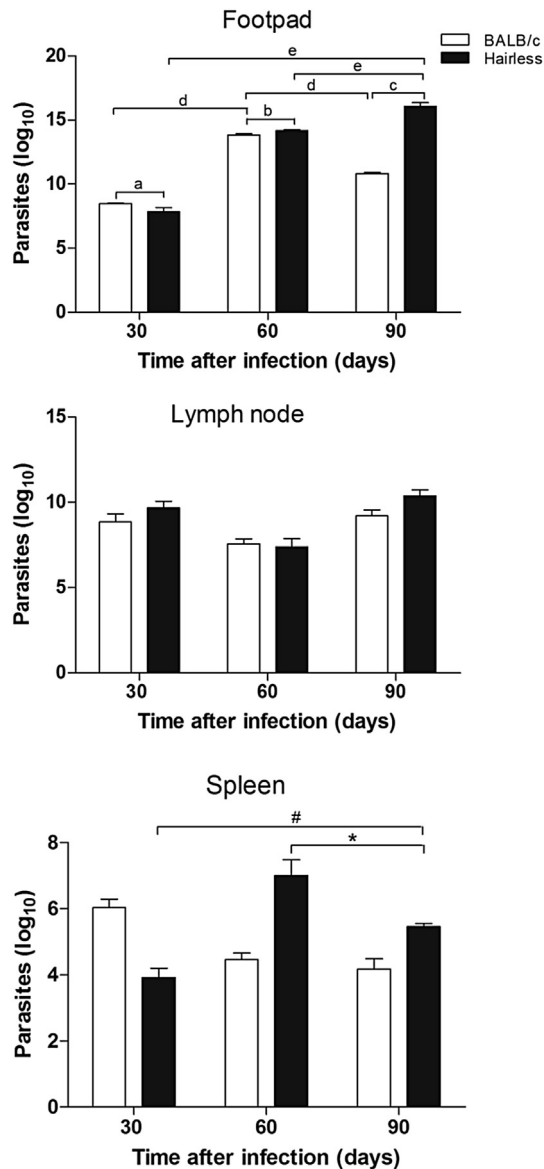 Footpad
BALB/c
Hairless
e
e
d
d
c
b
a
20
15
10
5
0
Parasites (log10)
30 60 90
Time after infection (days)
Lymph node
15
10
5
0
Parasites (log10)
30 60 90
Time after infection (days)
Spleen
#
*
8
6
4
2
0
Parasites (log10)
30 60 90
Time after infection (days)